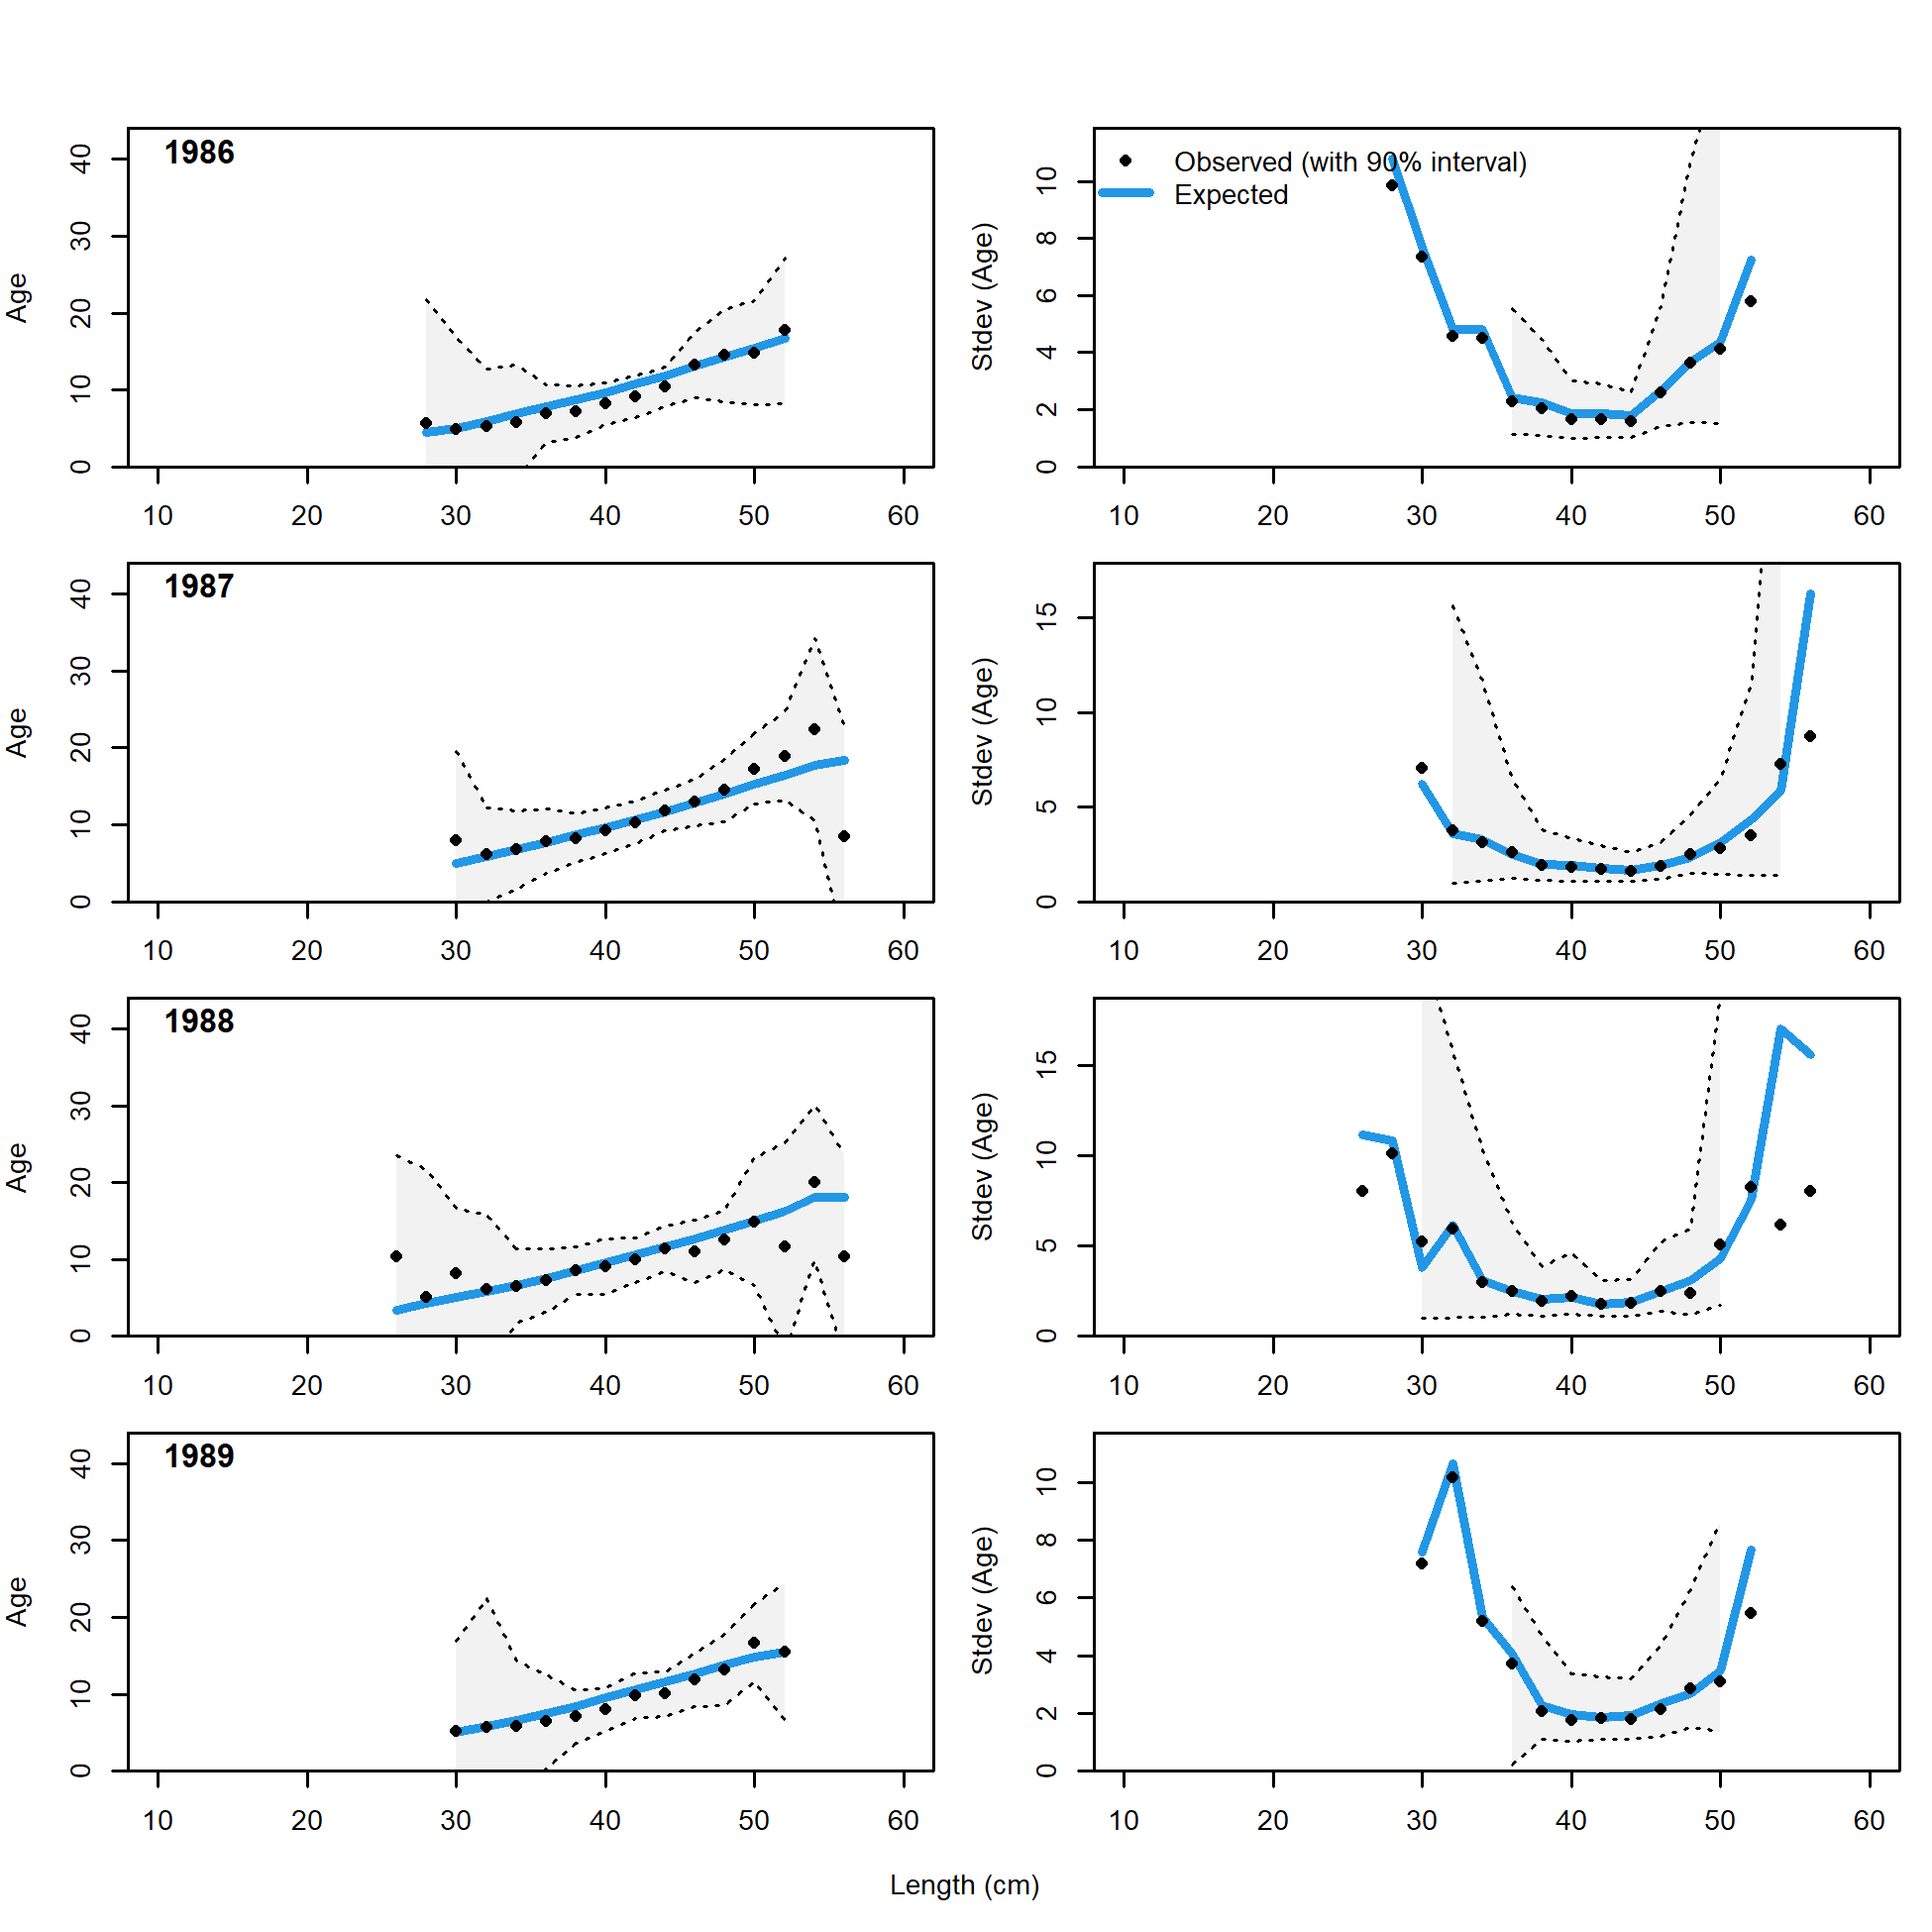 1986
Age
0 10 20 30 40
10 20 30 40 50 60
Observed (with 90% interval)
Expected
Stdev (Age)
0 2 4 6 8 10
10 20 30 40 50 60
1987
Age
0 10 20 30 40
10 20 30 40 50 60
Stdev (Age)
0 5 10 15
10 20 30 40 50 60
1988
Age
0 10 20 30 40
10 20 30 40 50 60
Stdev (Age)
0 5 10 15
10 20 30 40 50 60
1989
Age
0 10 20 30 40
10 20 30 40 50 60
Stdev (Age)
0 2 4 6 8 10
10 20 30 40 50 60
Length (cm)